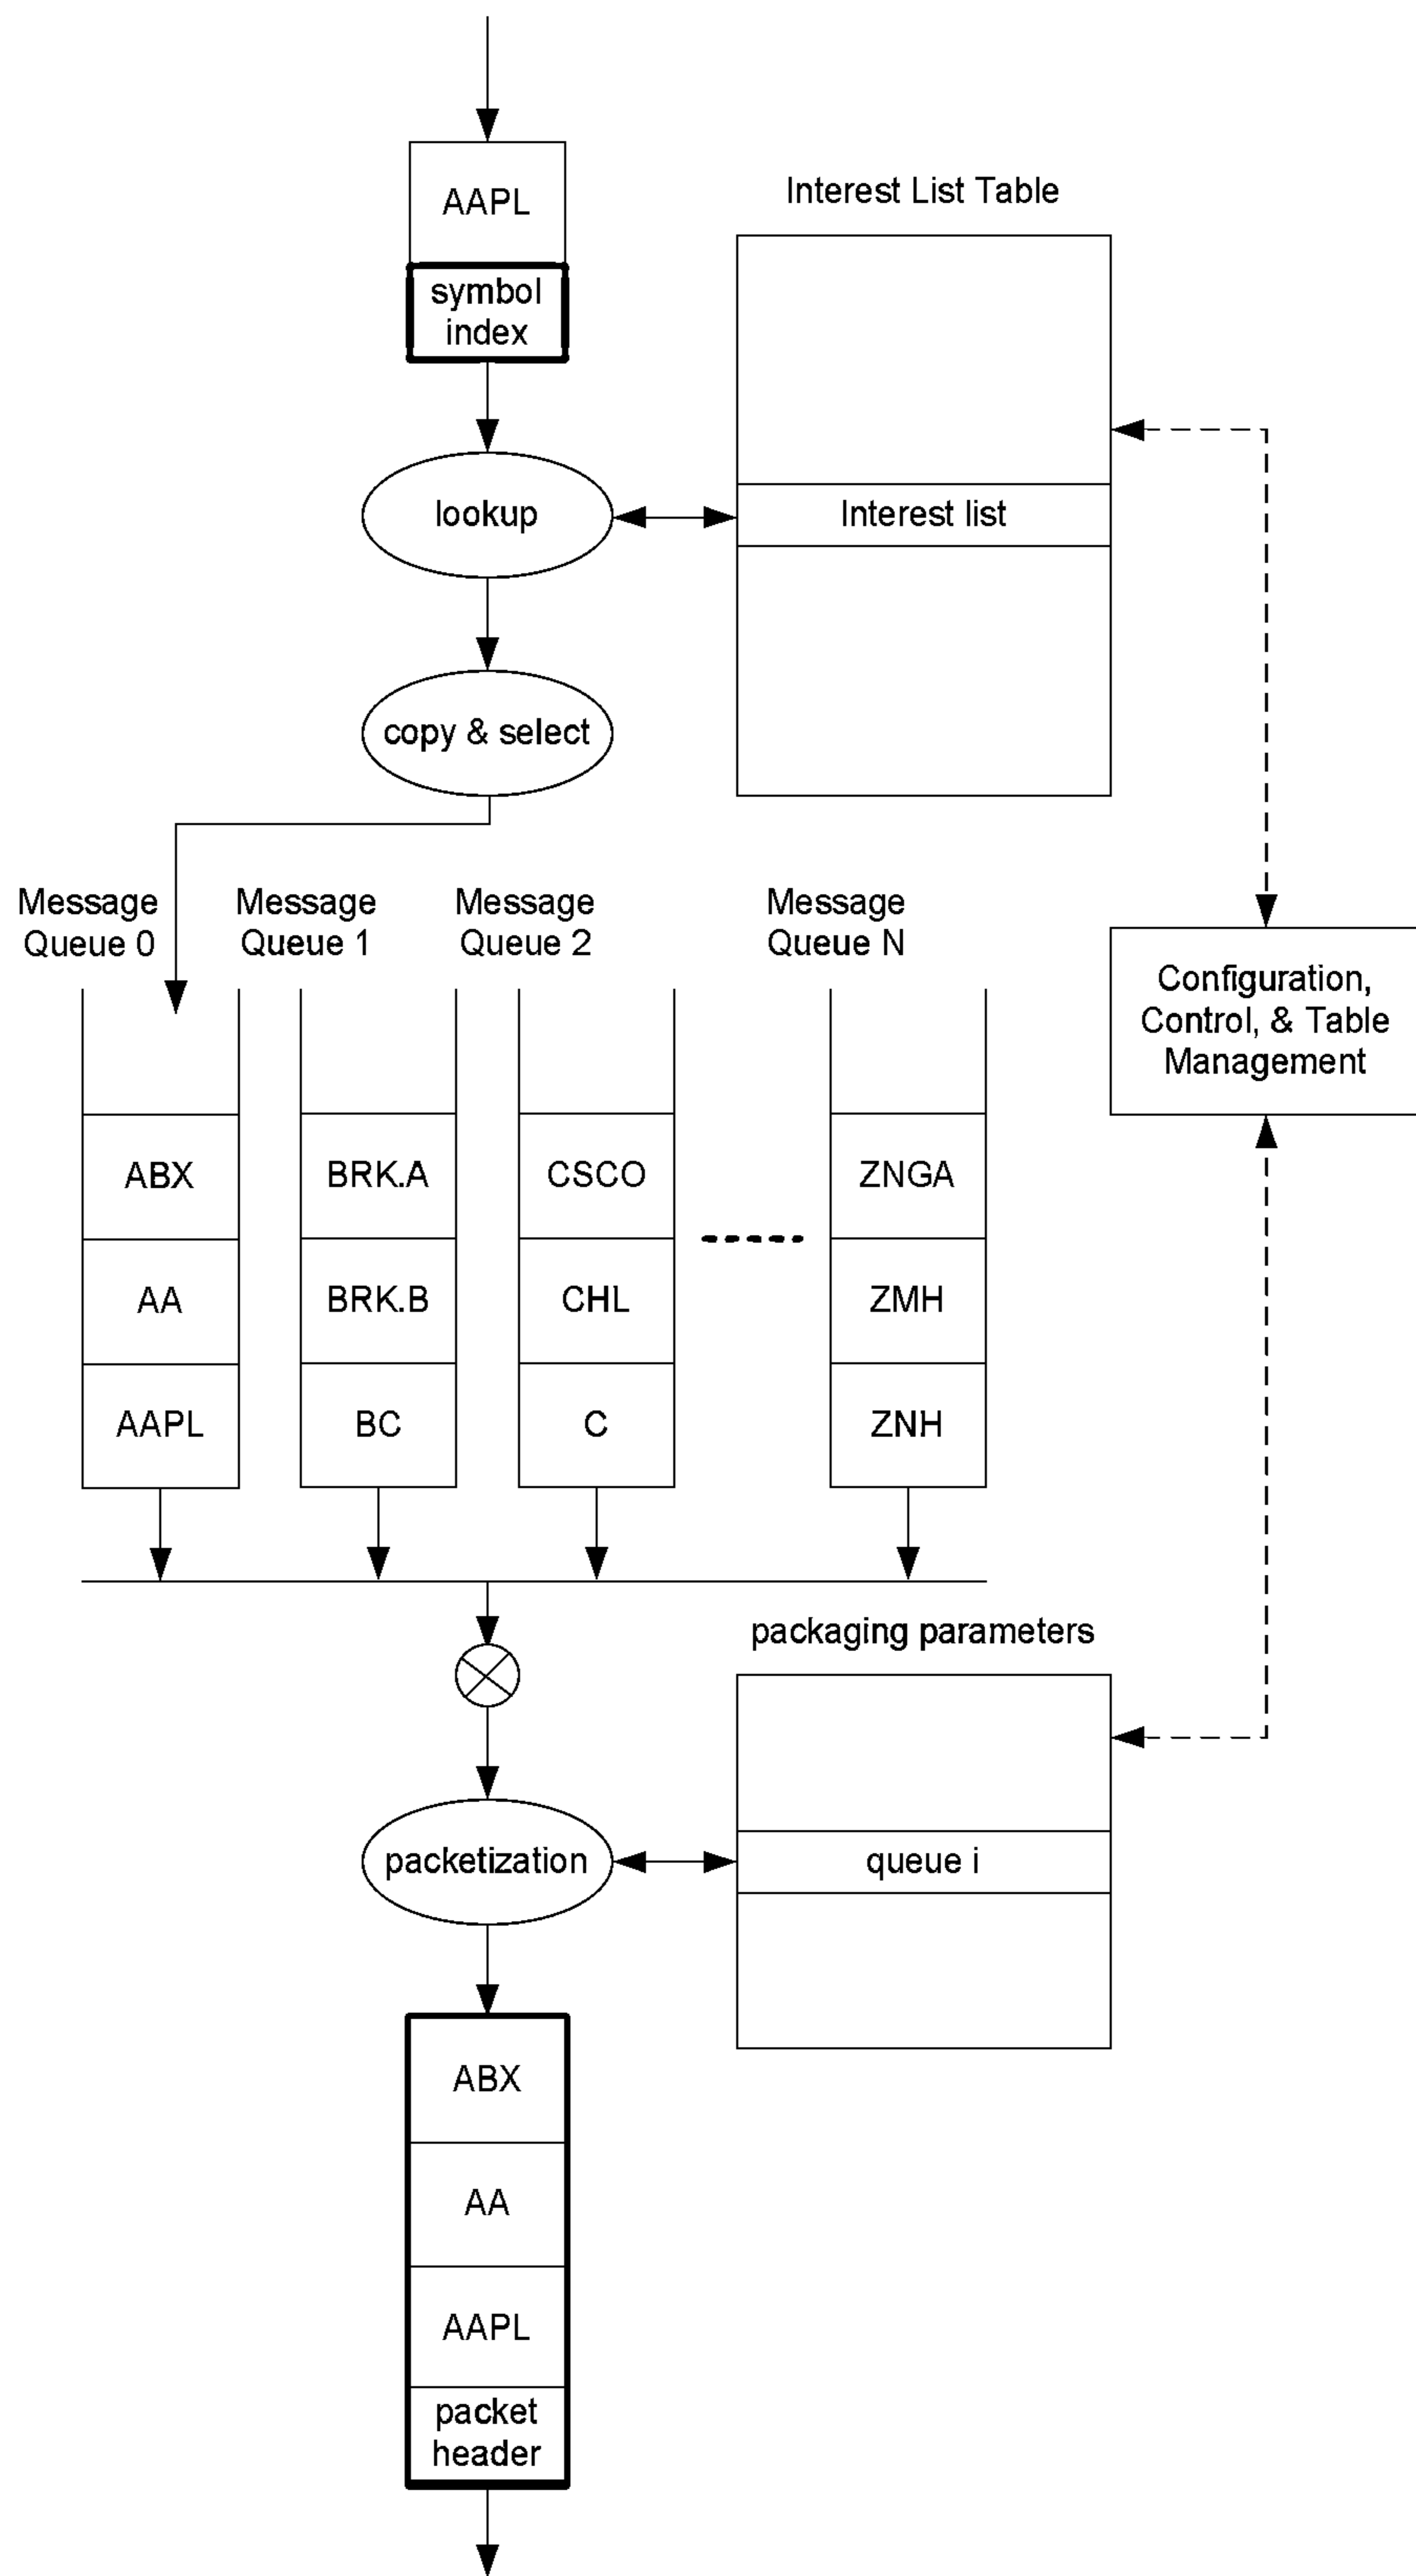 AAPL
Interest List Table
symbol
index
lookup
Interest list
copy & select
Message
Queue 0
Message
Queue 1
Message
Queue 2
Message
Queue N
Configuration,
Control, & Table
Management
ABX
BRK.A
CSCO
ZNGA
AA
BRK.B
CHL
ZMH
AAPL
BC
C
ZNH
packaging parameters
packetization
queue i
ABX
AA
AAPL
packet
header